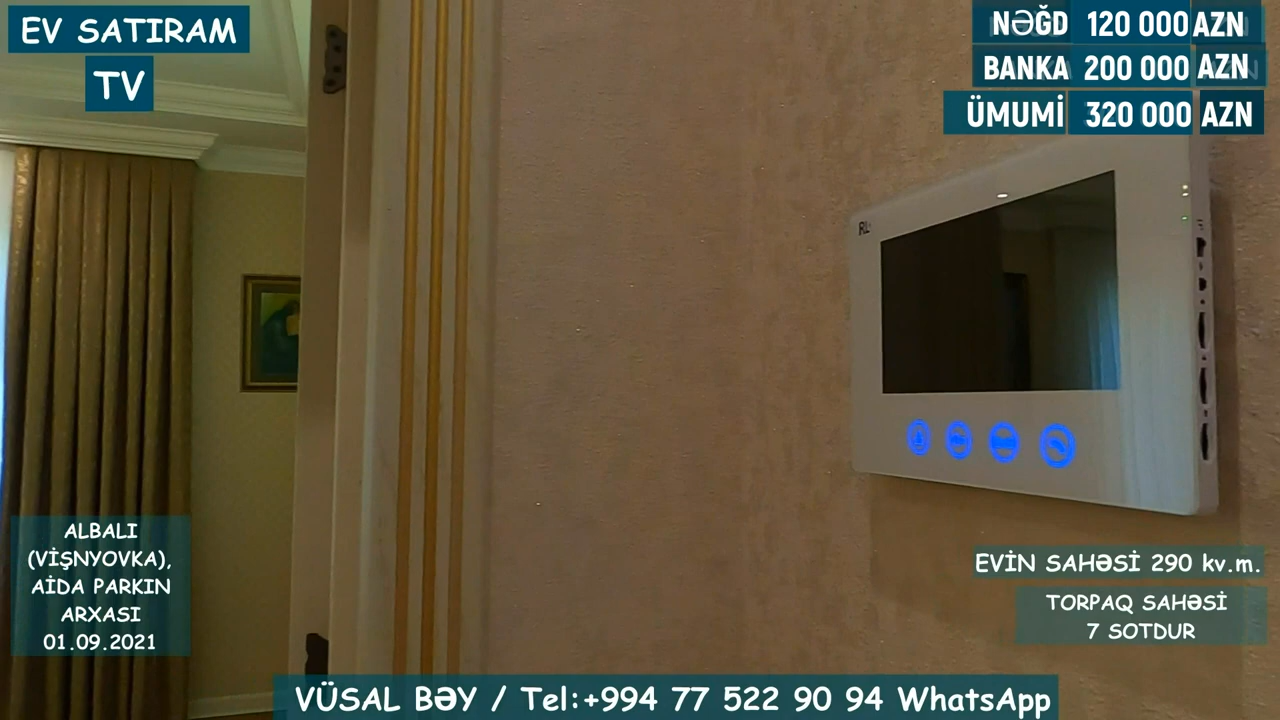 EV SATIRAM
TV
NƏĞD 120 000 AZN
BANKA 200 000 AZN
ÜMUMİ 320 000 AZN
RL
ALBALI
(VİŞNYOVKA),
AİDA PARKIN
ARXASI
01.09.2021
EVİN SAHƏSİ 290 kv.m.
TORPAQ SAHƏSİ
7 SOTDUR
VÜSAL BƏY / Tel:+994 77 522 90 94 WhatsApp